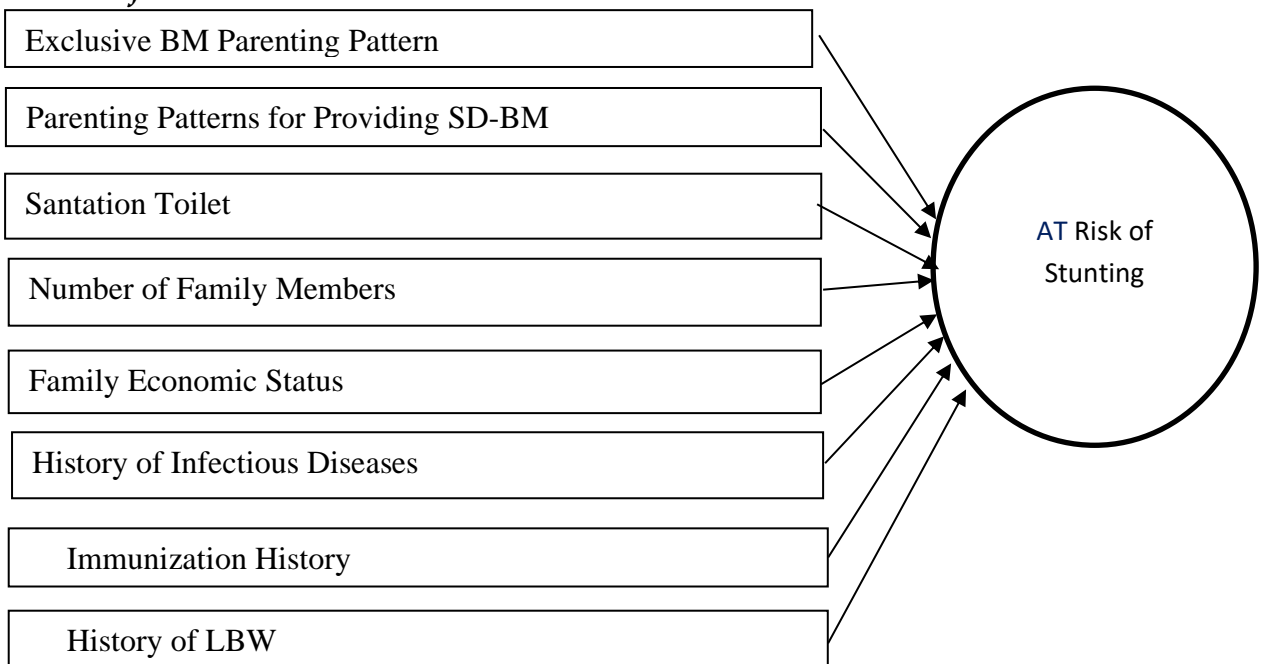 Exclusive BM Parenting Pattern
Parenting Patterns for Providing SD-BM
Santation Toilet
Number of Family Members
Family Economic Status
History of Infectious Diseases
Immunization History
History of LBW
AT Risk of
Stunting